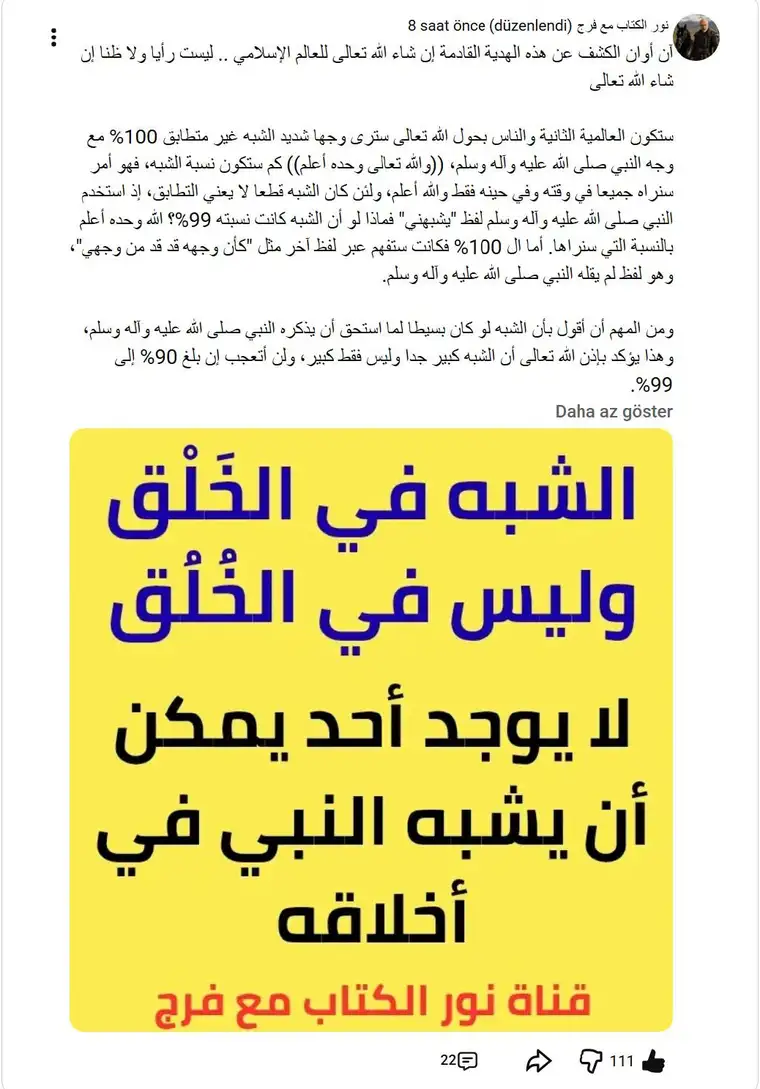 نور الكتاب مع فرج 8 saat önce (düzenlendi)
آن أوان الكشف عن هذه الهدية القادمة إن شاء الله تعالى للعالم الإسلامي .. ليست رأيا ولا ظنا إن
شاء الله تعالى
ستكون العالمية الثانية والناس بحول الله تعالى سترى وجها شديد الشبه غير متطابق 100% مع
وجه النبي صلى الله عليه وآله وسلم، ((والله تعالى وحده أعلم)) كم ستكون نسبة الشبه، فهو أمر
سنراه جميعا في وقته وفي حينه فقط والله أعلم، ولئن كان الشبه قطعا لا يعني التطابق، إذ استخدم
النبي صلى الله عليه وآله وسلم لفظ "يشبهني" فماذا لو أن الشبه كانت نسبته 99%؟ الله وحده أعلم
بالنسبة التي سنراها. أما ال 100% فكانت ستفهم عبر لفظ آخر مثل "كأن وجهه قد قد من وجهي"،
وهو لفظ لم يقله النبي صلى الله عليه وآله وسلم.
ومن المهم أن أقول بأن الشبه لو كان بسيطا لما استحق أن يذكره النبي صلى الله عليه وآله وسلم،
وهذا يؤكد بإذن الله تعالى أن الشبه كبير جدا وليس فقط كبير، ولن أتعجب إن بلغ 90% إلى
99%.
Daha az göster
الشبه في الخَلْق
وليس في الخُلُق
لا يوجد أحد يمكن
أن يشبه النبي في
أخلاقه
قناة نور الكتاب مع فرج
111
22